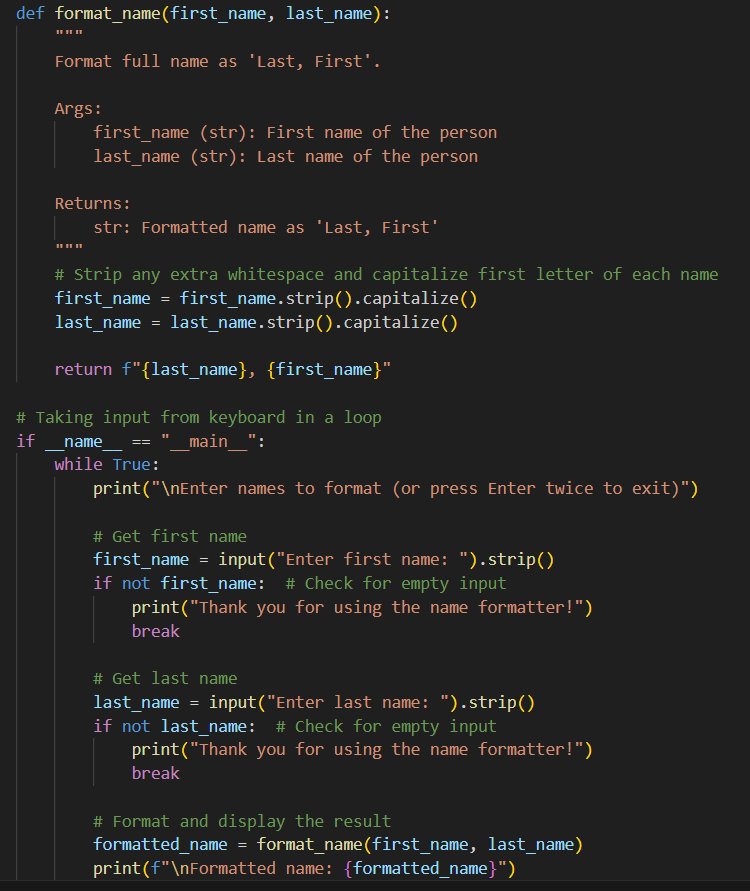 def format_name(first_name, last_name):
    """
    Format full name as 'Last, First'.

    Args:
        first_name (str): First name of the person
        last_name (str): Last name of the person

    Returns:
        str: Formatted name as 'Last, First'
    """
    # Strip any extra whitespace and capitalize first letter of each name
    first_name = first_name.strip().capitalize()
    last_name = last_name.strip().capitalize()

    return f"{last_name}, {first_name}"

# Taking input from keyboard in a loop
if __name__ == "__main__":
    while True:
        print("\nEnter names to format (or press Enter twice to exit)")

        # Get first name
        first_name = input("Enter first name: ").strip()
        if not first_name:  # Check for empty input
            print("Thank you for using the name formatter!")
            break

        # Get last name
        last_name = input("Enter last name: ").strip()
        if not last_name:  # Check for empty input
            print("Thank you for using the name formatter!")
            break

        # Format and display the result
        formatted_name = format_name(first_name, last_name)
        print(f"\nFormatted name: {formatted_name}")